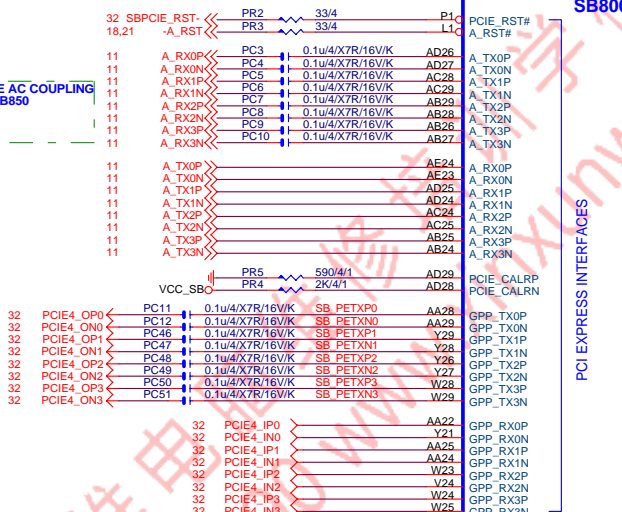 SB800
32 SBPCIE_RST- PR2 33/4 P1 PCIE_RST#
18,21 -A_RST PR3 33/4 L1 A_RST#
11 A_RX0P PC3 0.1u/4/X7R/16V/K AD26 A_TX0P
11 A_RX0N PC4 0.1u/4/X7R/16V/K AD27 A_TX0N
11 A_RX1P PC5 0.1u/4/X7R/16V/K AC28 A_TX1P
11 A_RX1N PC6 0.1u/4/X7R/16V/K AC29 A_TX1N
11 A_RX2P PC7 0.1u/4/X7R/16V/K AB29 A_TX2P
11 A_RX2N PC8 0.1u/4/X7R/16V/K AB28 A_TX2N
11 A_RX3P PC9 0.1u/4/X7R/16V/K AB26 A_TX3P
11 A_RX3N PC10 0.1u/4/X7R/16V/K AB27 A_TX3N
E AC COUPLING
B850
11 A_TX0P AE24 A_RX0P
11 A_TX0N AE23 A_RX0N
11 A_TX1P AD25 A_RX1P
11 A_TX1N AD24 A_RX1N
11 A_TX2P AC24 A_RX2P
11 A_TX2N AC25 A_RX2N
11 A_TX3P AB25 A_RX3P
11 A_TX3N AB24 A_RX3N
PR5 590/4/1 AD29 PCIE_CALRP
VCC_SB PR4 2K/4/1 AD28 PCIE_CALRN
32 PCIE4_OP0 PC11 0.1u/4/X7R/16V/K SB_PETXP0 AA28 GPP_TX0P
32 PCIE4_ON0 PC12 0.1u/4/X7R/16V/K SB_PETXN0 AA29 GPP_TX0N
32 PCIE4_OP1 PC46 0.1u/4/X7R/16V/K SB_PETXP1 Y29 GPP_TX1P
32 PCIE4_ON1 PC47 0.1u/4/X7R/16V/K SB_PETXN1 Y28 GPP_TX1N
32 PCIE4_OP2 PC48 0.1u/4/X7R/16V/K SB_PETXP2 Y26 GPP_TX2P
32 PCIE4_ON2 PC49 0.1u/4/X7R/16V/K SB_PETXN2 Y27 GPP_TX2N
32 PCIE4_OP3 PC50 0.1u/4/X7R/16V/K SB_PETXP3 W28 GPP_TX3P
32 PCIE4_ON3 PC51 0.1u/4/X7R/16V/K SB_PETXN3 W29 GPP_TX3N
32 PCIE4_IP0 AA22 GPP_RX0P
32 PCIE4_IN0 Y21 GPP_RX0N
32 PCIE4_IP1 AA25 GPP_RX1P
32 PCIE4_IN1 AA24 GPP_RX1N
32 PCIE4_IP2 W23 GPP_RX2P
32 PCIE4_IN2 V24 GPP_RX2N
32 PCIE4_IP3 W24 GPP_RX3P
32 PCIE4_IN3 W25 GPP_RX3N
PCI EXPRESS INTERFACES